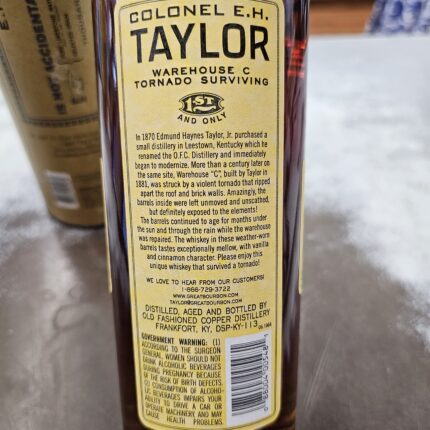 COLONEL E.H.
TAYLOR
WAREHOUSE C
TORNADO SURVIVING
1ST
AND ONLY
In 1870 Edmund Haynes Taylor, Jr. purchased a
small distillery in Leestown, Kentucky which he
renamed the O.F.C. Distillery and immediately
began to modernize. More than a century later on
the same site, Warehouse "C", built by Taylor in
1881, was struck by a violent tornado that ripped
apart the roof and brick walls. Amazingly, the
barrels inside were left unmoved and unscathed,
but definitely exposed to the elements!
The barrels continued to age for months under
the sun and through the rain while the warehouse
was repaired. The whiskey in these weather-worn
barrels tastes exceptionally mellow, with vanilla
and cinnamon character. Please enjoy this
unique whiskey that survived a tornado!
WE LOVE TO HEAR FROM OUR CUSTOMERS!
1-866-729-3722
WWW.GREATBOURBON.COM
TAYLOR@GREATBOURBON.COM
DISTILLED, AGED AND BOTTLED BY
OLD FASHIONED COPPER DISTILLERY
FRANKFORT, KY, DSP-KY-113
GOVERNMENT WARNING: (1)
ACCORDING TO THE SURGEON
GENERAL, WOMEN SHOULD NOT
DRINK ALCOHOLIC BEVERAGES
DURING PREGNANCY BECAUSE
OF THE RISK OF BIRTH DEFECTS.
(2) CONSUMPTION OF ALCOHOL-
IC BEVERAGES IMPAIRS YOUR
ABILITY TO DRIVE A CAR OR
OPERATE MACHINERY AND MAY
CAUSE HEALTH PROBLEMS.
IS NOT ACCIDENTAL